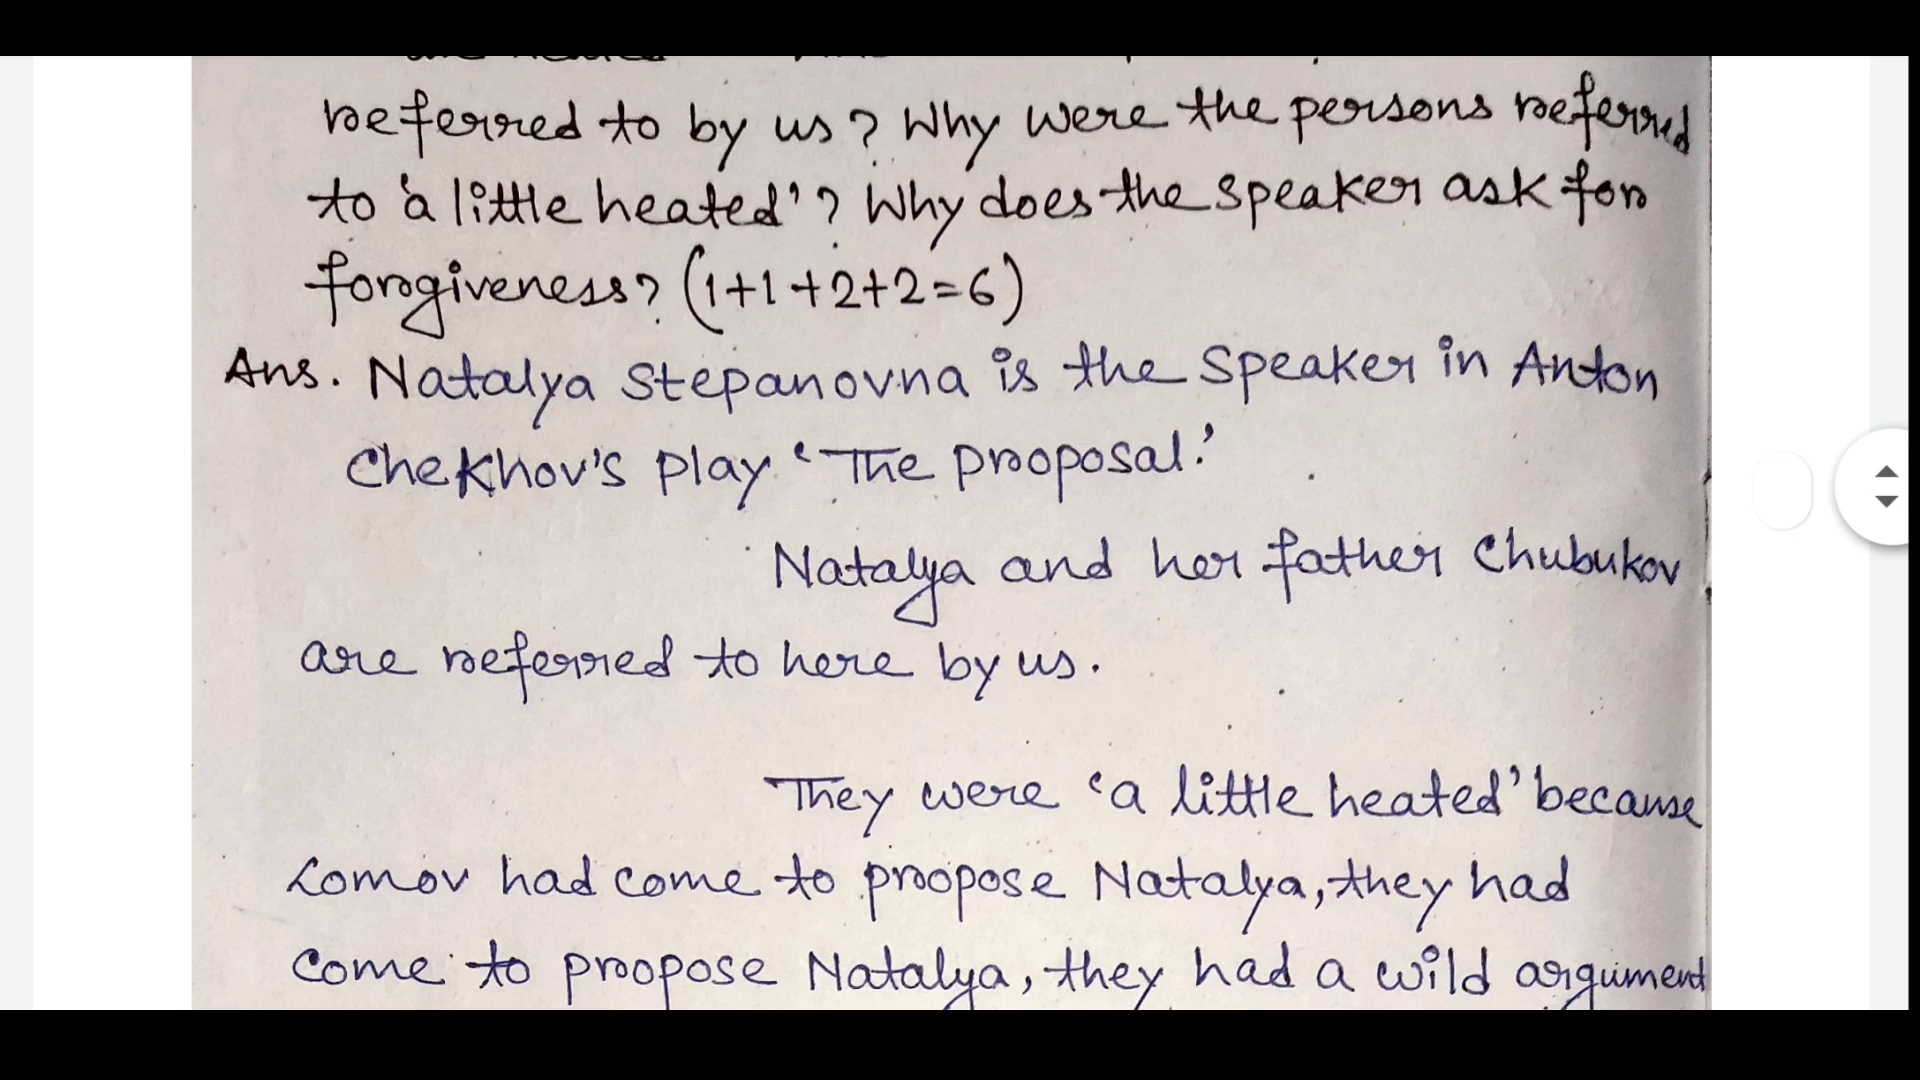 referred to by us? Why were the persons referred
to 'a little heated'? Why does the speaker ask for
forgiveness? (1+1+2+2=6)
Ans. Natalya Stepanovna is the Speaker in Anton
Chekhov's play 'The proposal.'
Natalya and her father Chubukov
are referred to here by us.
They were 'a little heated' because
Lomov had come to propose Natalya, they had
come to propose Natalya, they had a wild argument